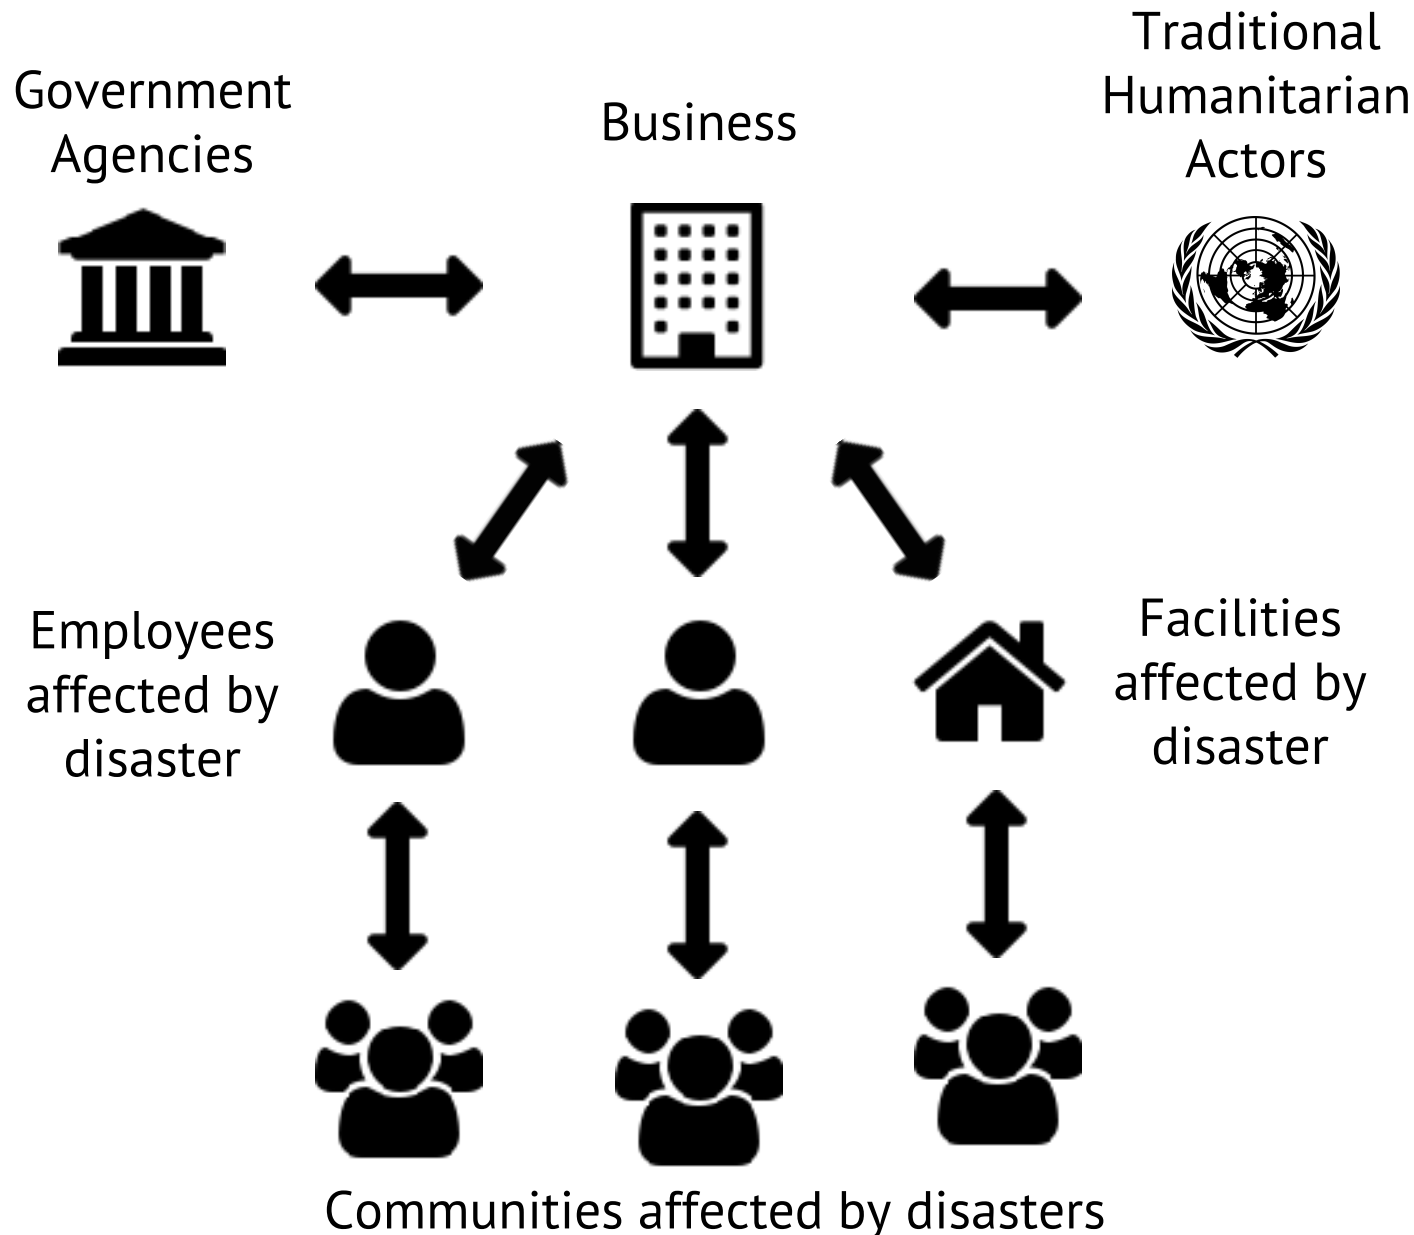 Government
Agencies
Business
Traditional
Humanitarian
Actors
Employees
affected by
disaster
Facilities
affected by
disaster
Communities affected by disasters